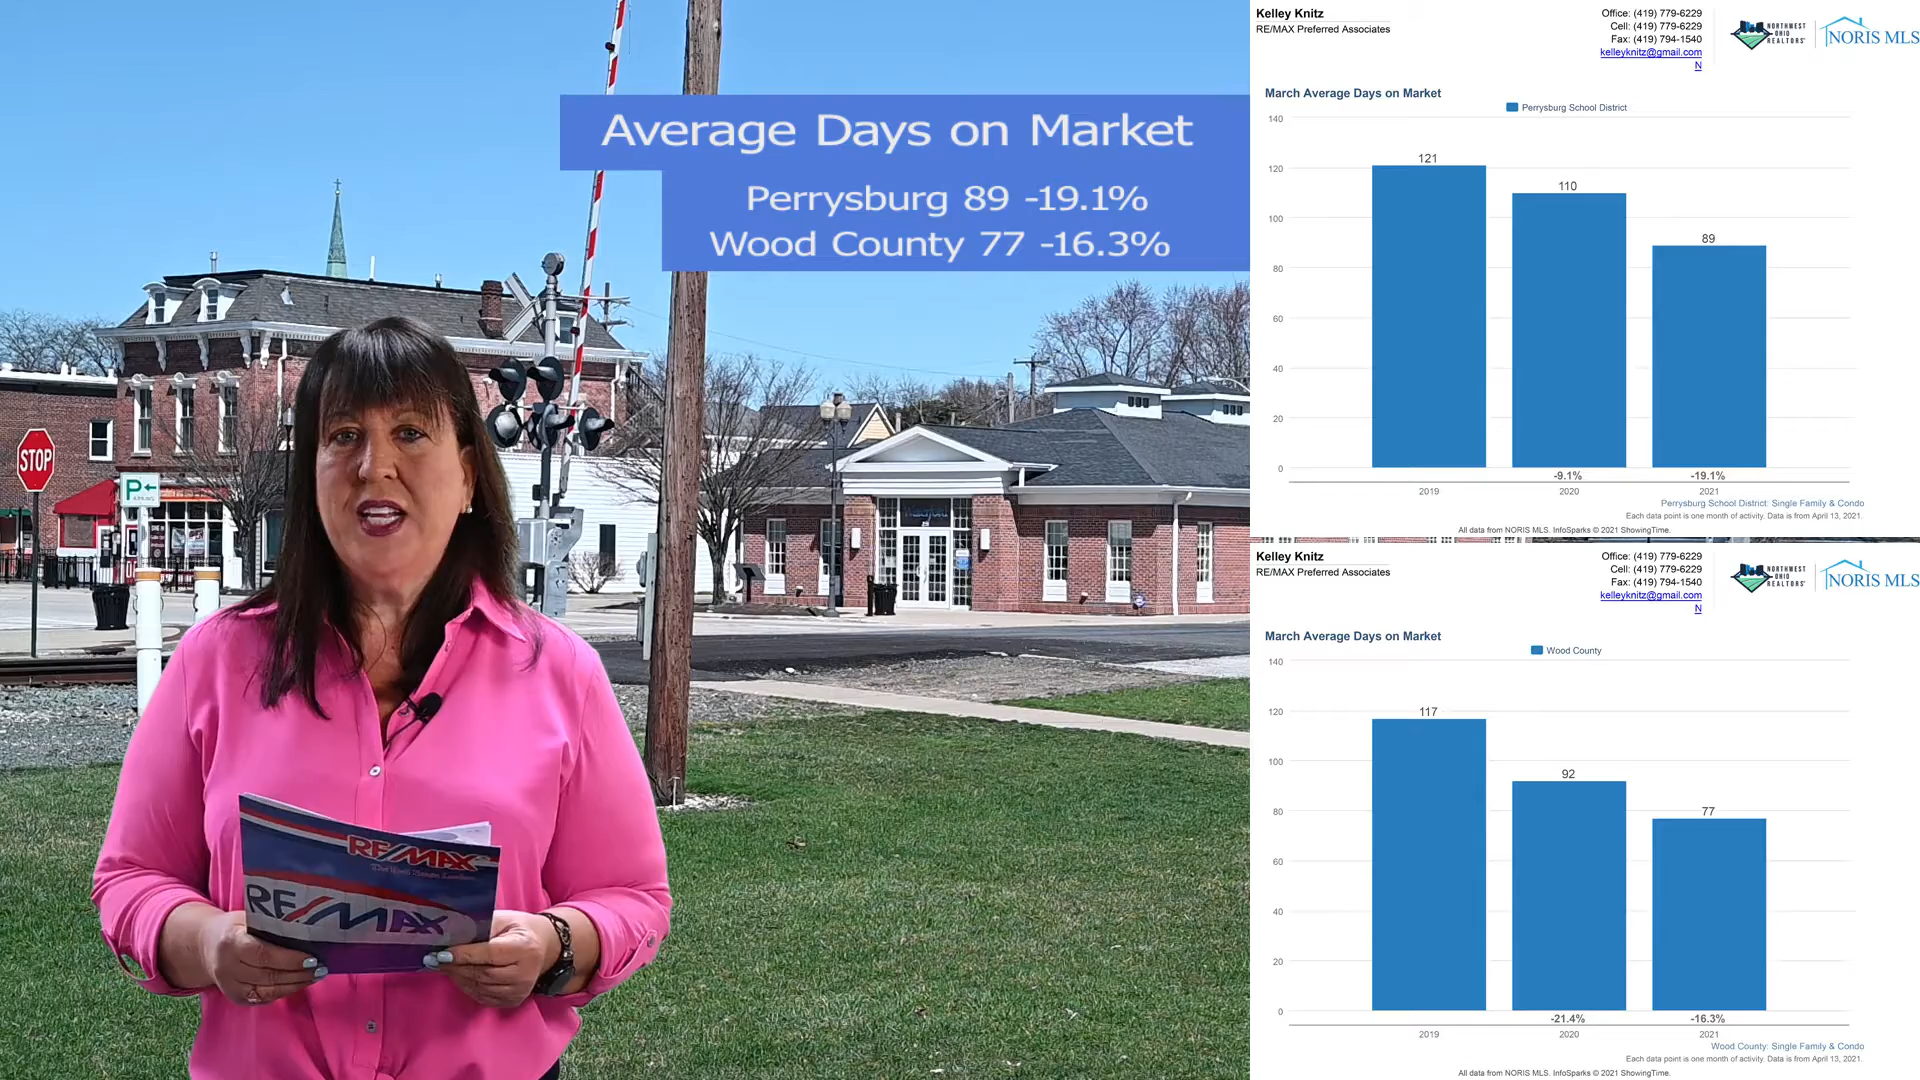 Average Days on Market
Perrysburg 89 -19.1%
Wood County 77 -16.3%
STOP
P
RE/MAX
RE/MAX
Kelley Knitz
RE/MAX Preferred Associates
Office: (419) 779-6229
Cell: (419) 779-6229
Fax: (419) 794-1540
kelleyknitz@gmail.com
N
NORTHWEST
OHIO
REALTORS
NORIS MLS
March Average Days on Market
Perrysburg School District
140
120
100
80
60
40
20
0
121
110
89
-9.1%
-19.1%
2019
2020
2021
Perrysburg School District: Single Family & Condo
Each data point is one month of activity. Data is from April 13, 2021.
All data from NORIS MLS. InfoSparks © 2021 ShowingTime.
Kelley Knitz
RE/MAX Preferred Associates
Office: (419) 779-6229
Cell: (419) 779-6229
Fax: (419) 794-1540
kelleyknitz@gmail.com
N
NORTHWEST
OHIO
REALTORS
NORIS MLS
March Average Days on Market
Wood County
140
120
100
80
60
40
20
0
117
92
77
-21.4%
-16.3%
2019
2020
2021
Wood County: Single Family & Condo
Each data point is one month of activity. Data is from April 13, 2021.
All data from NORIS MLS. InfoSparks © 2021 ShowingTime.